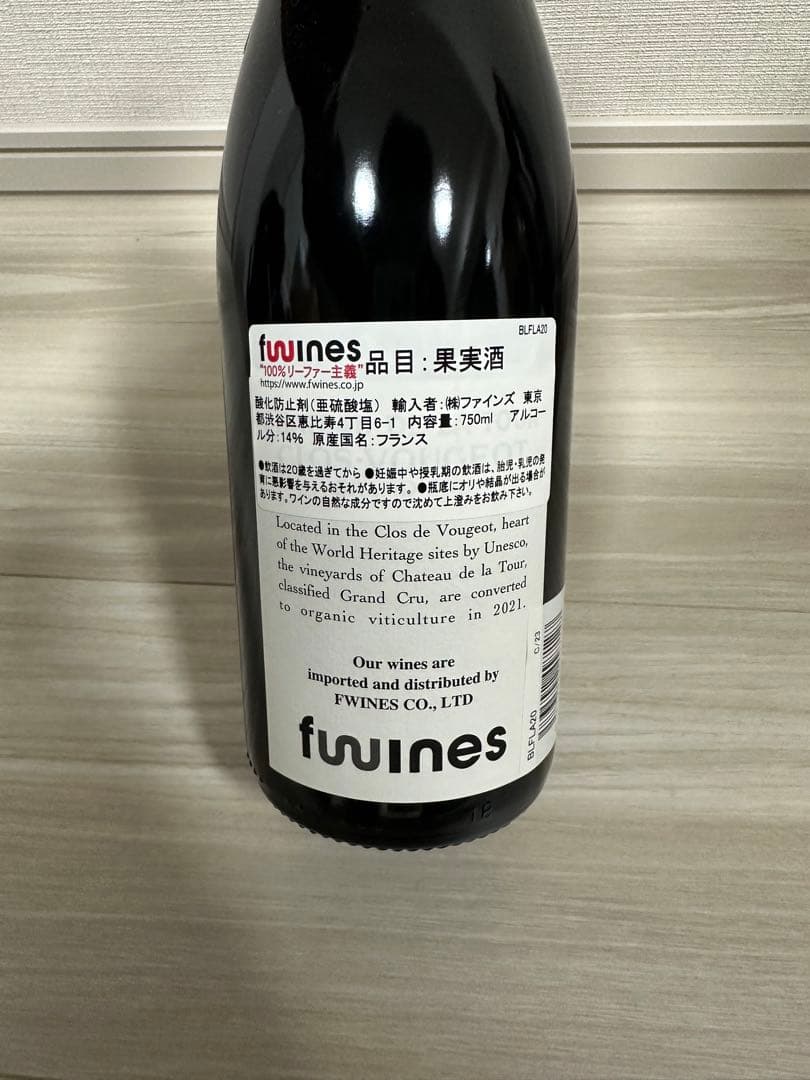 BLFLA20
fwines
"100%リーファー主義" 品目:果実酒
https://www.fwines.co.jp
酸化防止剤(亜硫酸塩) 輸入者:(株)ファインズ 東京
都渋谷区恵比寿4丁目6-1 内容量:750ml アルコー
ル分:14% 原産国名:フランス
●飲酒は20歳を過ぎてから ●妊娠中や授乳期の飲酒は、胎児・乳児の発
育に悪影響を与えるおそれがあります。 ●瓶底にオリや結晶が出る場合が
あります。ワインの自然な成分ですので沈めて上澄みをお飲み下さい。
Located in the Clos de Vougeot, heart
of the World Heritage sites by Unesco,
the vineyards of Chateau de la Tour,
classified Grand Cru, are converted
to organic viticulture in 2021.
Our wines are
imported and distributed by
FWINES CO., LTD
fwines
BLFLA20
C/23